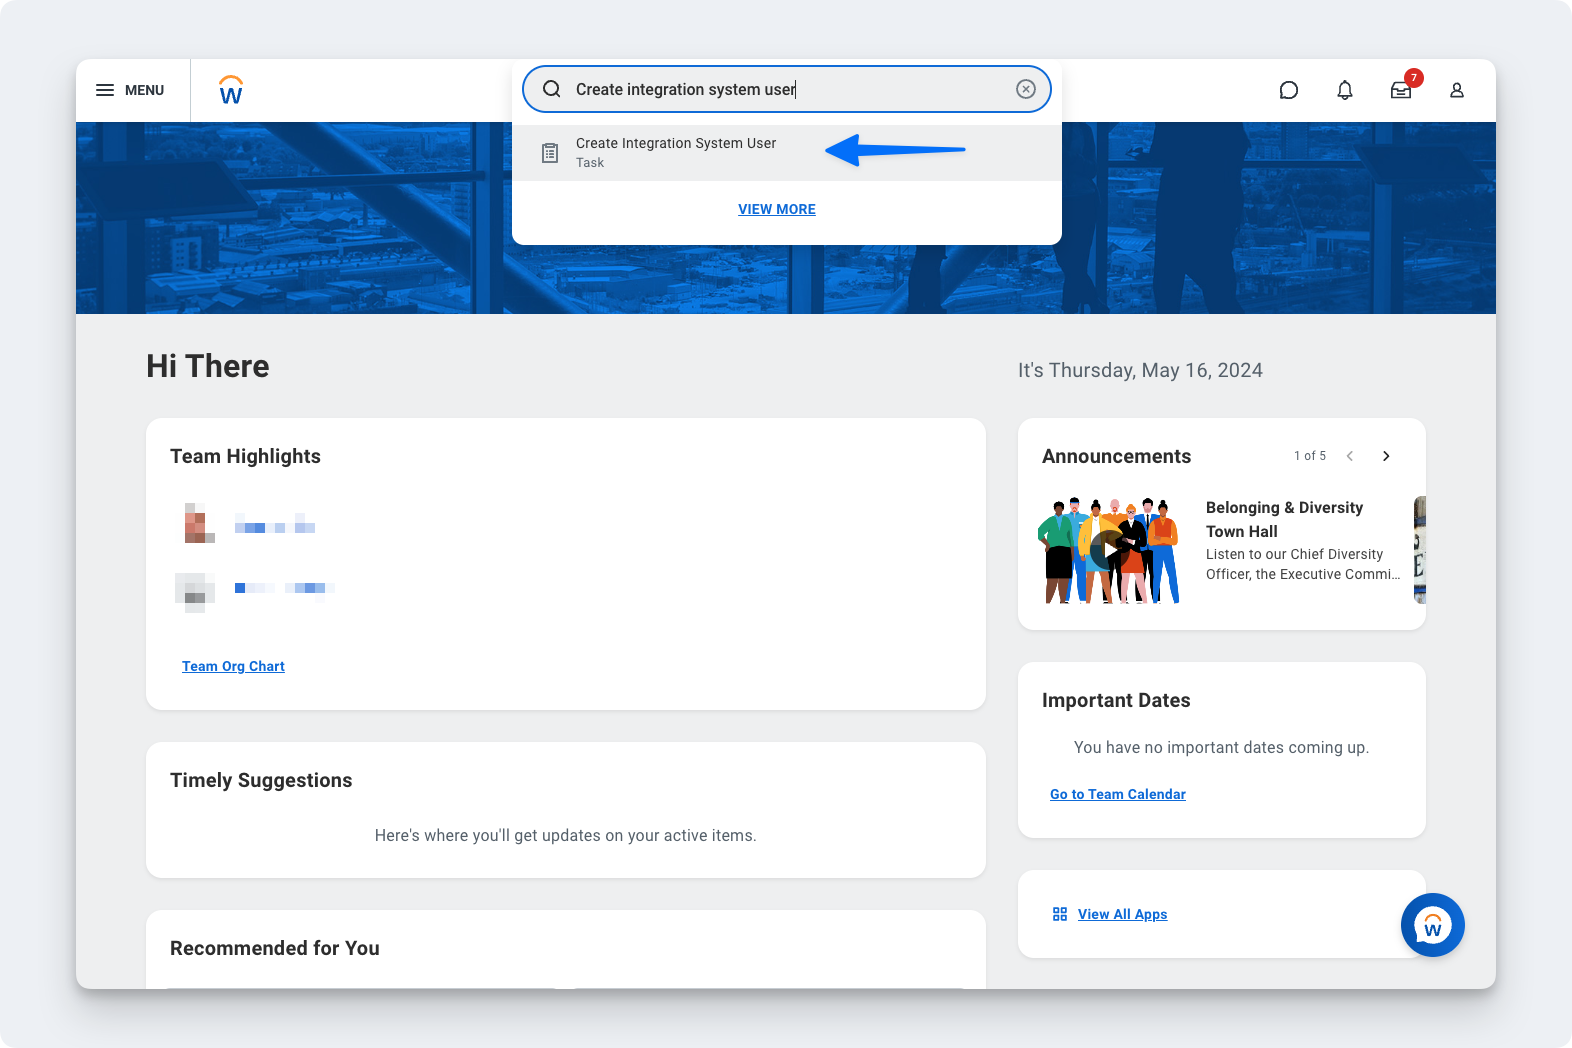 MENU
Create integration system user
7
Create Integration System User
Task
VIEW MORE
Hi There
It's Thursday, May 16, 2024
Team Highlights
Team Org Chart
Timely Suggestions
Here's where you'll get updates on your active items.
Recommended for You
Announcements
1 of 5
Belonging & Diversity
Town Hall
Listen to our Chief Diversity
Officer, the Executive Commi...
Important Dates
You have no important dates coming up.
Go to Team Calendar
View All Apps